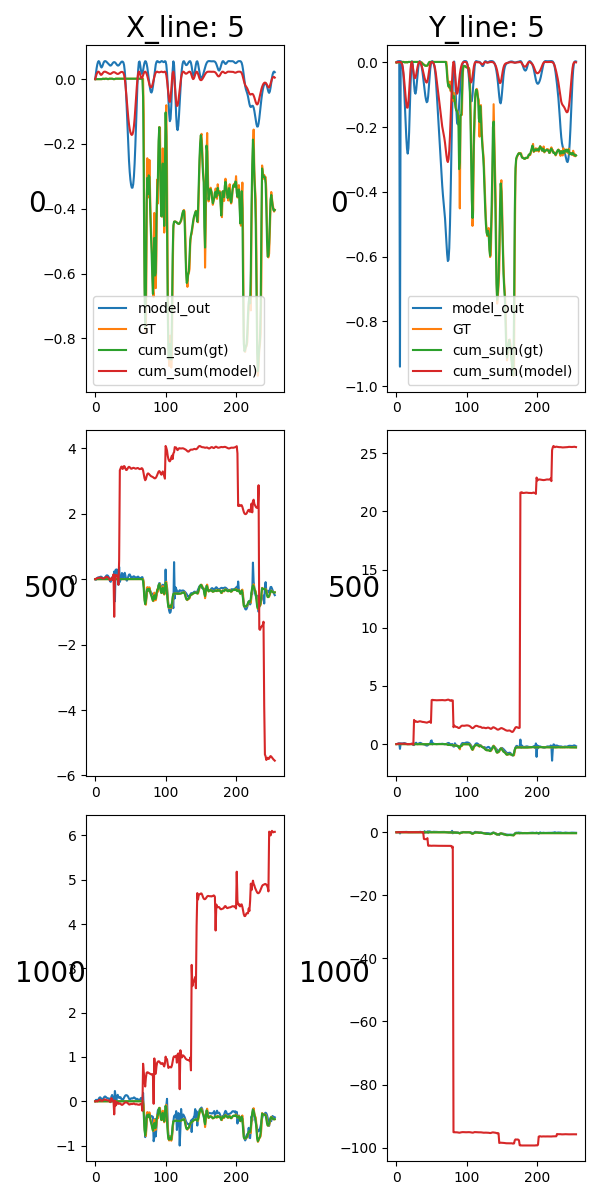 X_line: 5 Y_line: 5
0.0 0.0
−0.2 −0.2
0 −0.4 0 −0.4
−0.6 −0.6
−0.8 −0.8
−1.0
model_out model_out
GT GT
cum_sum(gt) cum_sum(gt)
cum_sum(model) cum_sum(model)
0 100 200 0 100 200
4 25
2 20
0 15
500 500
−2 10
−4 5
−6 0
0 100 200 0 100 200
6 0
5 −20
4 −40
1000 3 1000
2 −60
1 −80
0 −100
−1
0 100 200 0 100 200